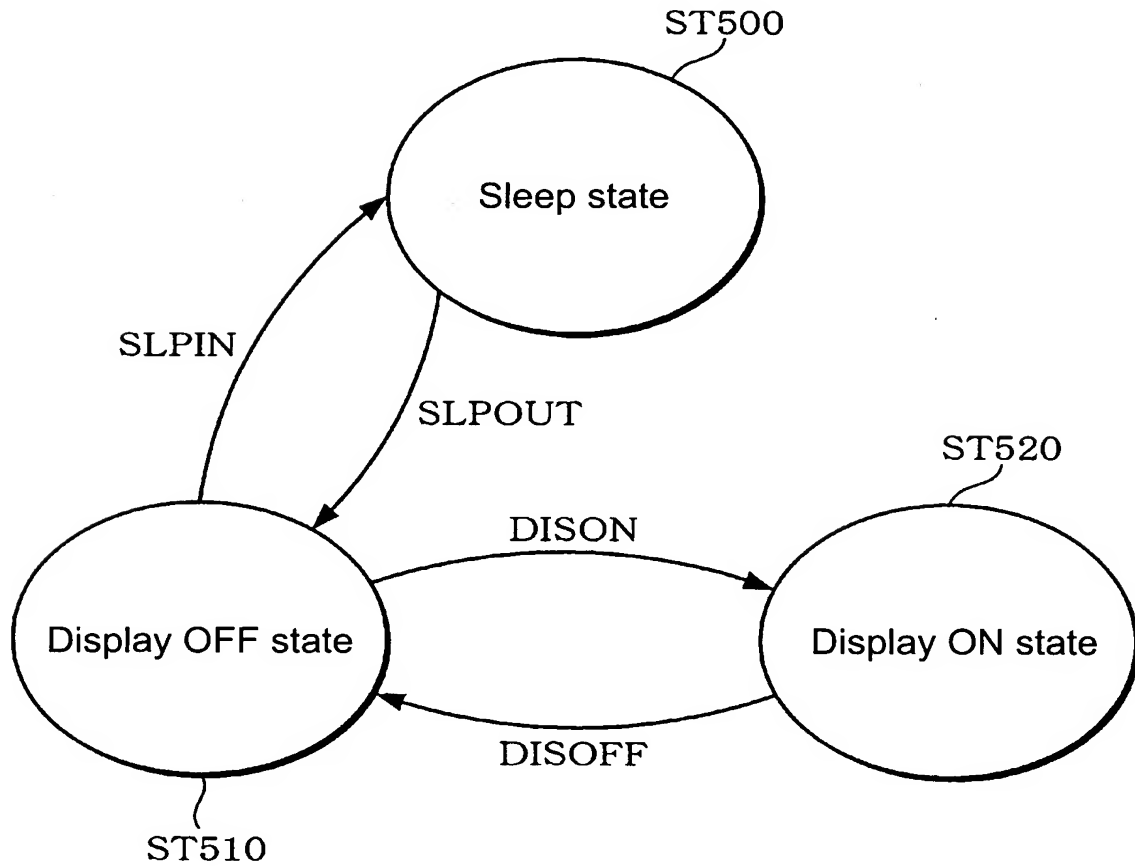 ST500
Sleep state
SLPIN
SLPOUT
ST520
DISON
Display OFF state
Display ON state
DISOFF
ST510